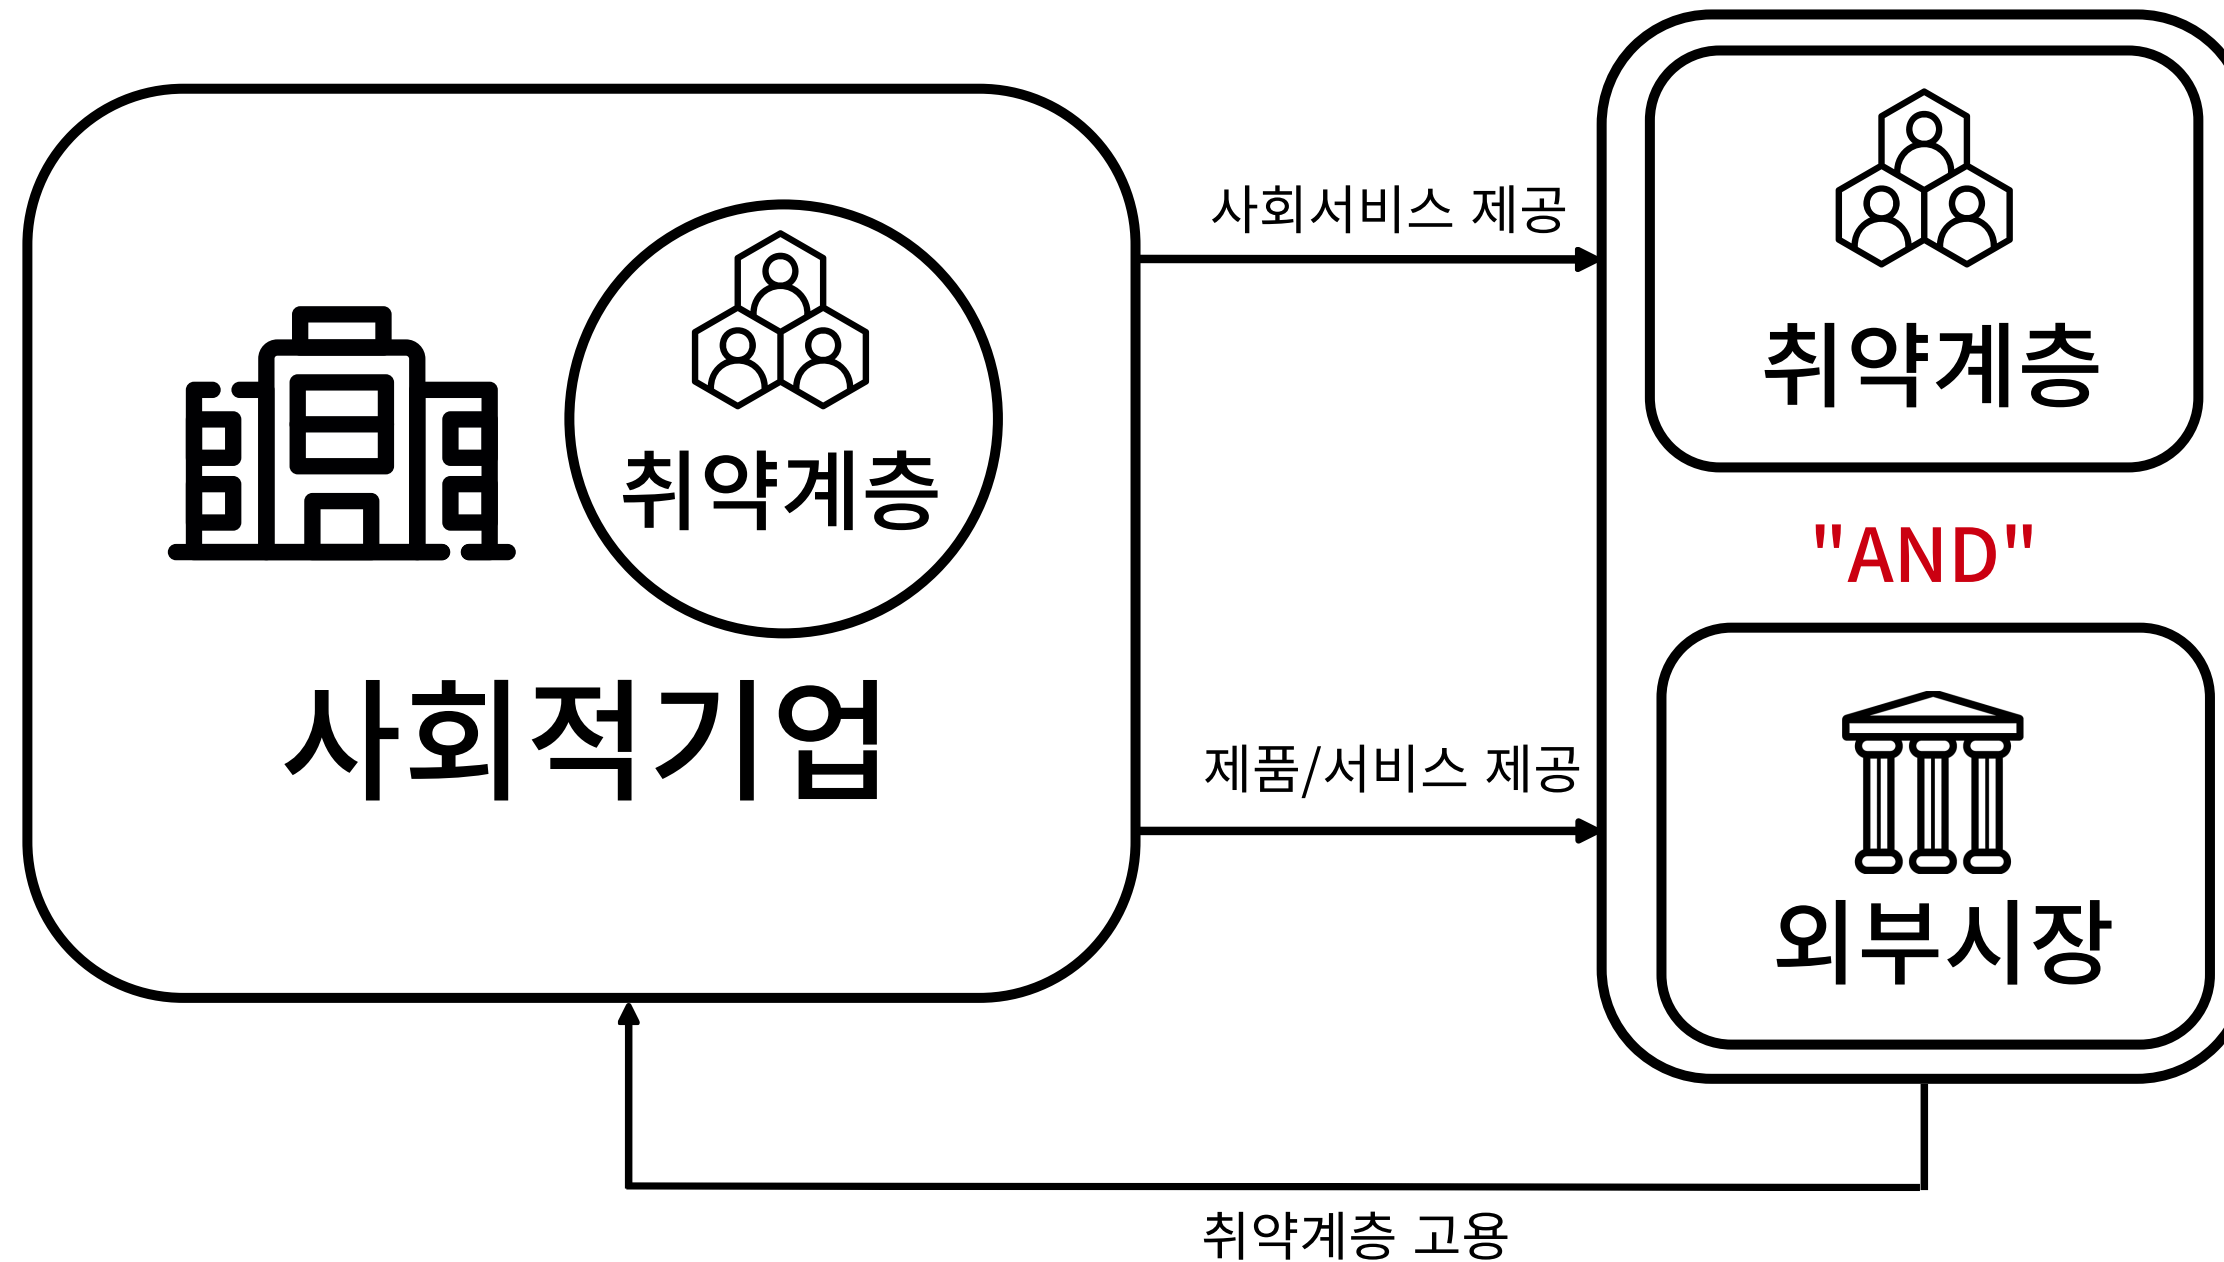 취약계층
사회적기업
사회서비스 제공
제품/서비스 제공
취약계층
"AND"
외부시장
취약계층 고용